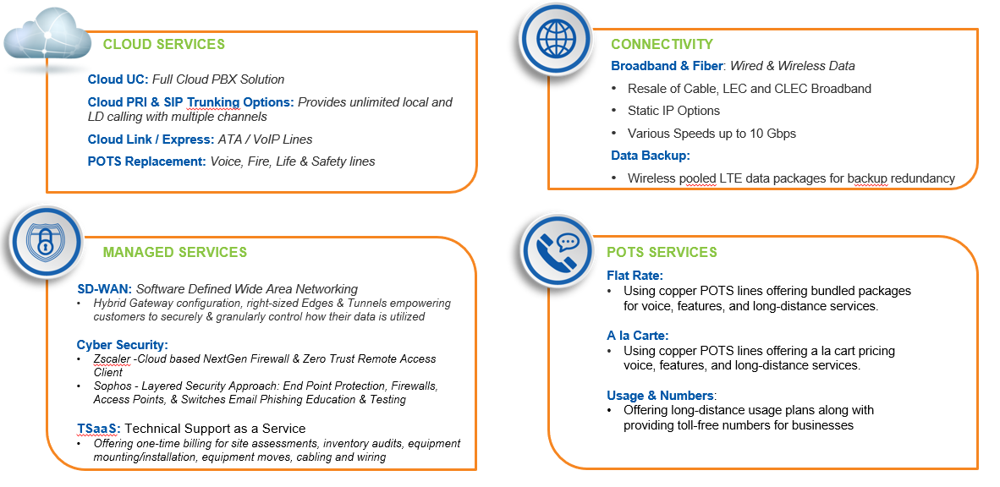 CLOUD SERVICES
Cloud UC: Full Cloud PBX Solution
Cloud PRI & SIP Trunking Options: Provides unlimited local and
LD calling with multiple channels
Cloud Link / Express: ATA / VoIP Lines
POTS Replacement: Voice, Fire, Life & Safety lines
CONNECTIVITY
Broadband & Fiber: Wired & Wireless Data
• Resale of Cable, LEC and CLEC Broadband
• Static IP Options
• Various Speeds up to 10 Gbps
Data Backup:
• Wireless pooled LTE data packages for backup redundancy
MANAGED SERVICES
SD-WAN: Software Defined Wide Area Networking
• Hybrid Gateway configuration, right-sized Edges & Tunnels empowering
customers to securely & granularly control how their data is utilized
Cyber Security:
• Zscaler -Cloud based NextGen Firewall & Zero Trust Remote Access
Client
• Sophos - Layered Security Approach: End Point Protection, Firewalls,
Access Points, & Switches Email Phishing Education & Testing
TSaaS: Technical Support as a Service
• Offering one-time billing for site assessments, inventory audits, equipment
mounting/installation, equipment moves, cabling and wiring
POTS SERVICES
Flat Rate:
• Using copper POTS lines offering bundled packages
for voice, features, and long-distance services.
A la Carte:
• Using copper POTS lines offering a la cart pricing
voice, features, and long-distance services.
Usage & Numbers:
• Offering long-distance usage plans along with
providing toll-free numbers for businesses